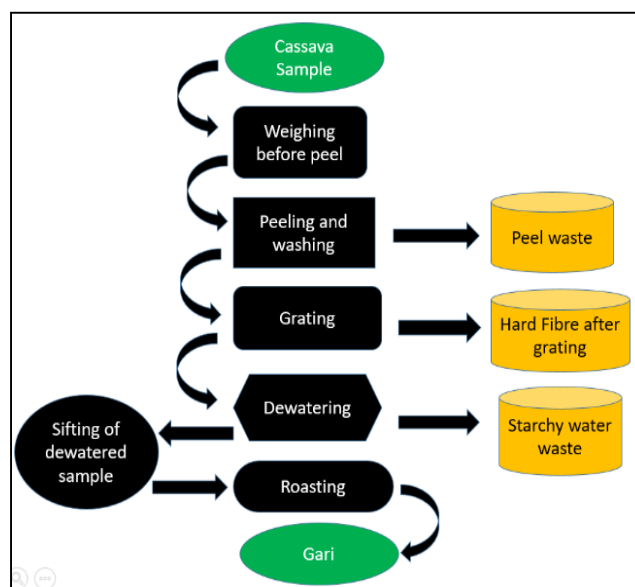 Cassava
Sample
Weighing
before peel
Peeling and
washing
Peel waste
Grating
Hard Fibre after
grating
Dewatering
Starchy water
waste
Sifting of
dewatered
sample
Roasting
Gari